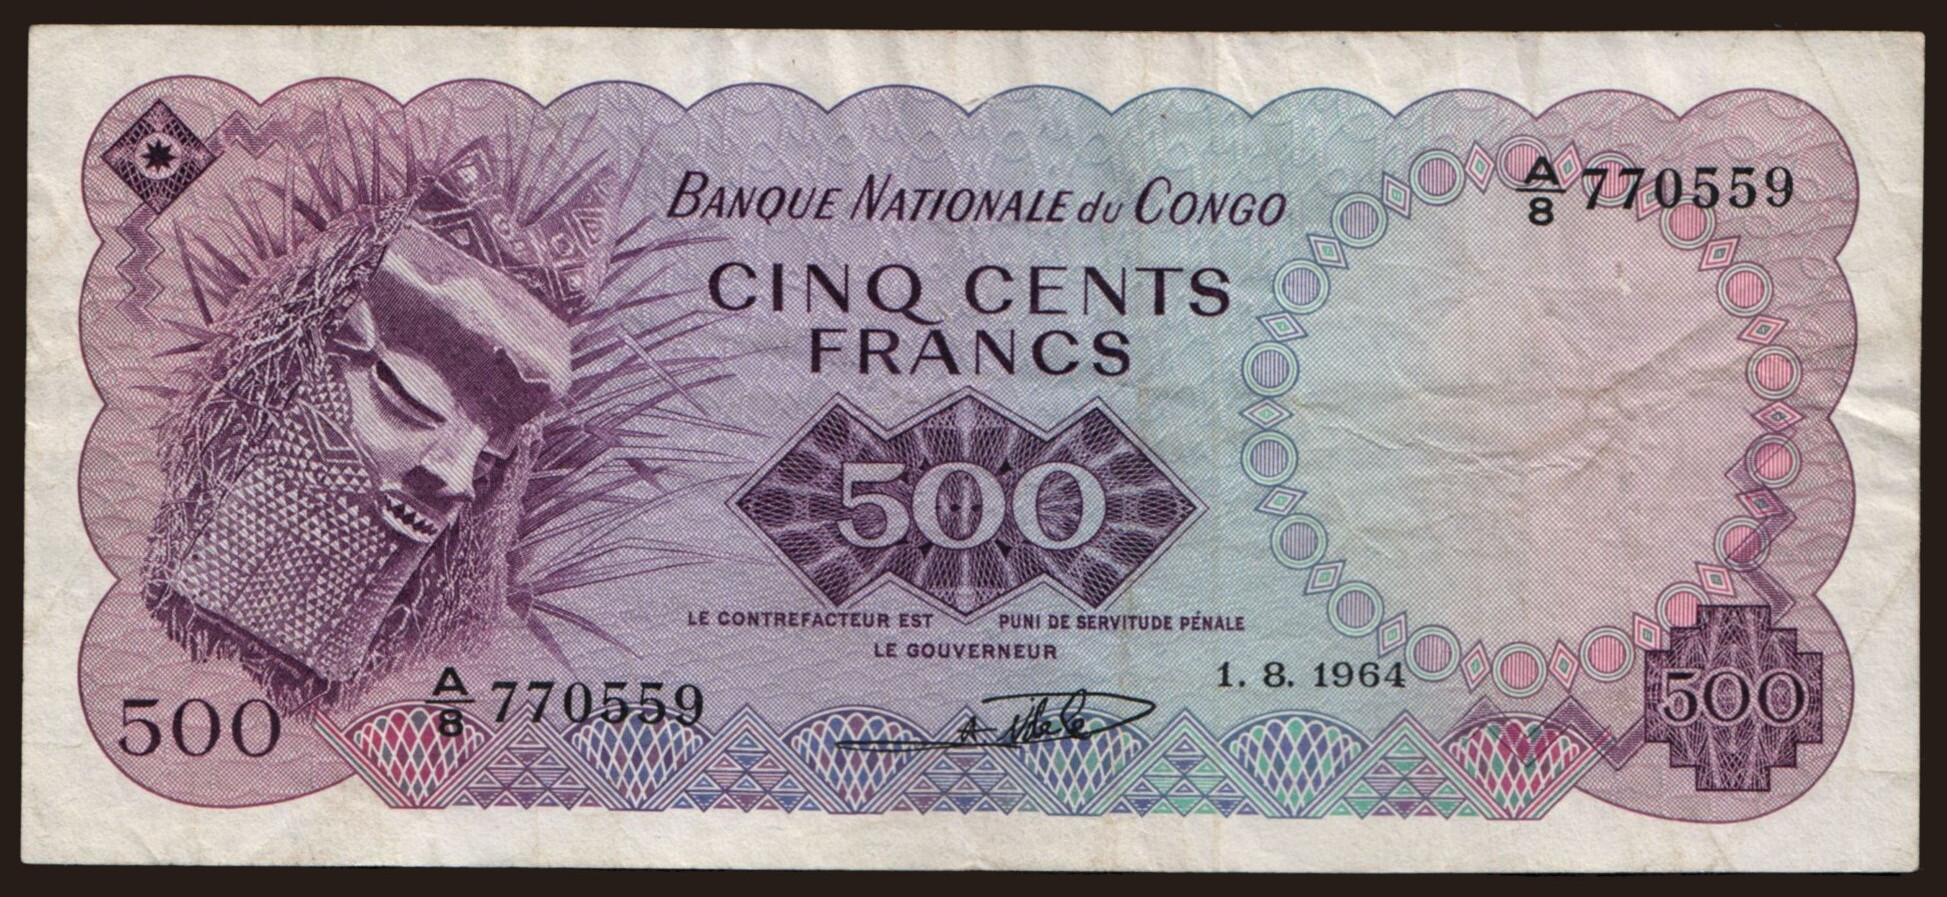 BANQUE NATIONALE du CONGO
A/8 770559
CINQ CENTS
FRANCS
500
LE CONTREFACTEUR EST PUNI DE SERVITUDE PÉNALE
LE GOUVERNEUR
1. 8. 1964
A/8 770559
500
500